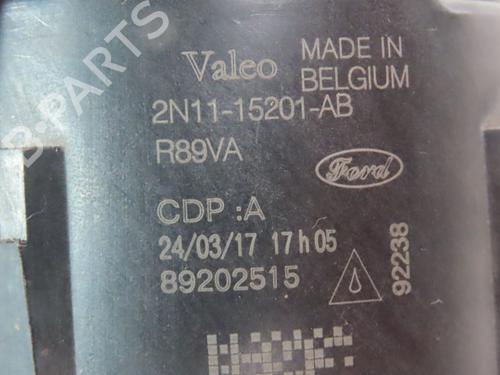 Valeo
MADE IN
BELGIUM
2N11-15201-AB
R89VA
Ford
CDP :A
24/03/17 17h05
89202515
92238
B-PARTS